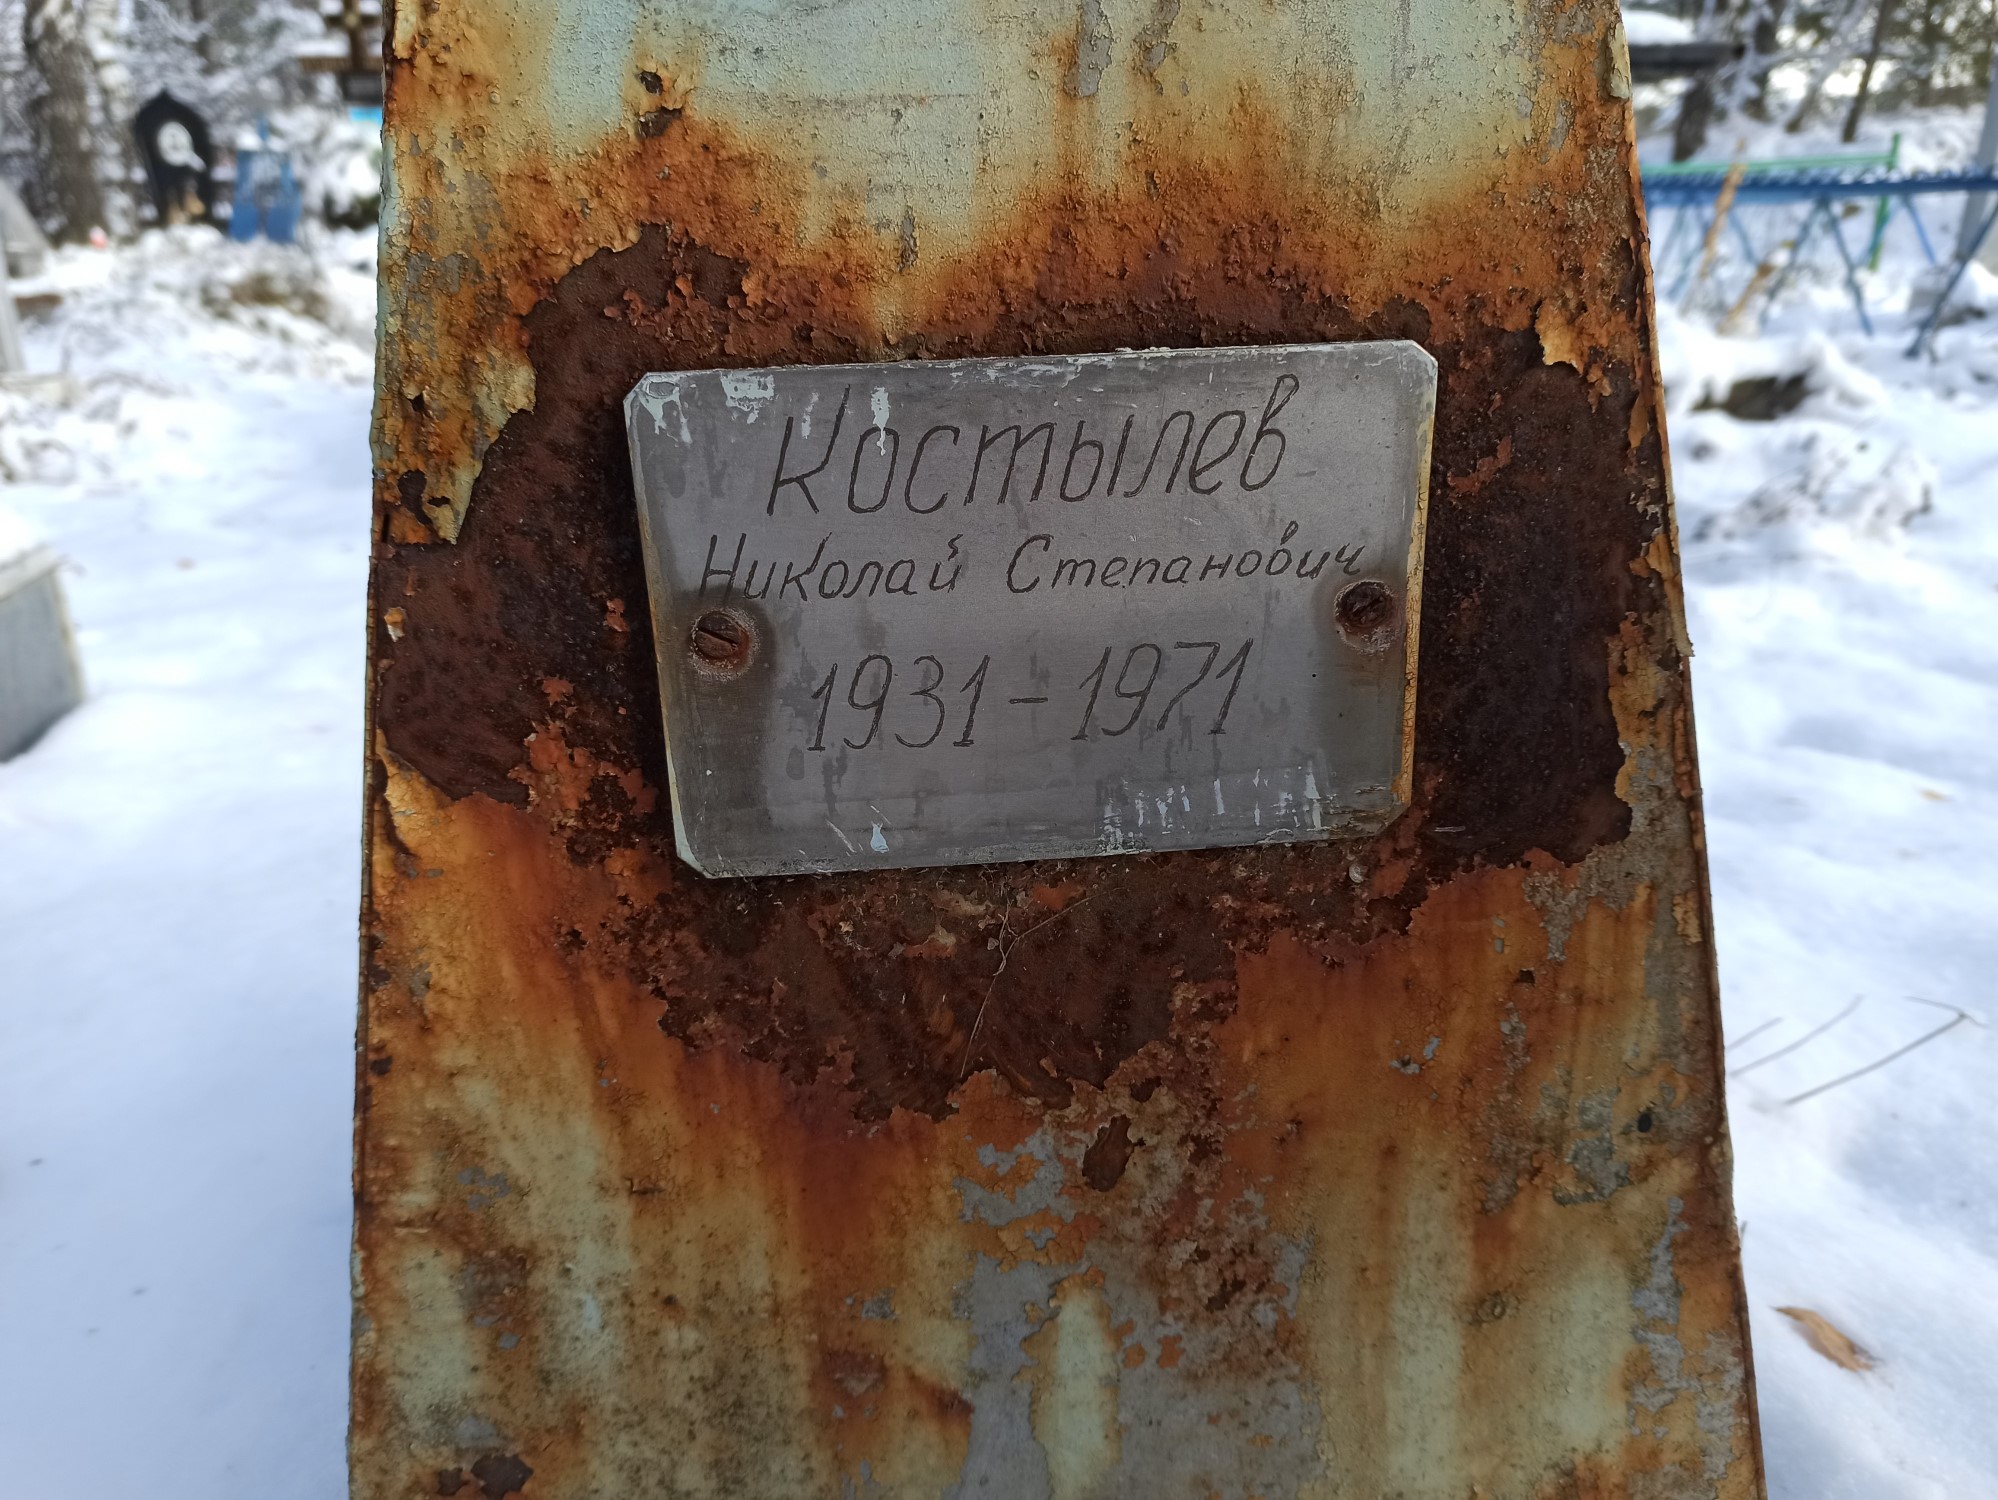 Костылев
Николай Степанович
1931-1971